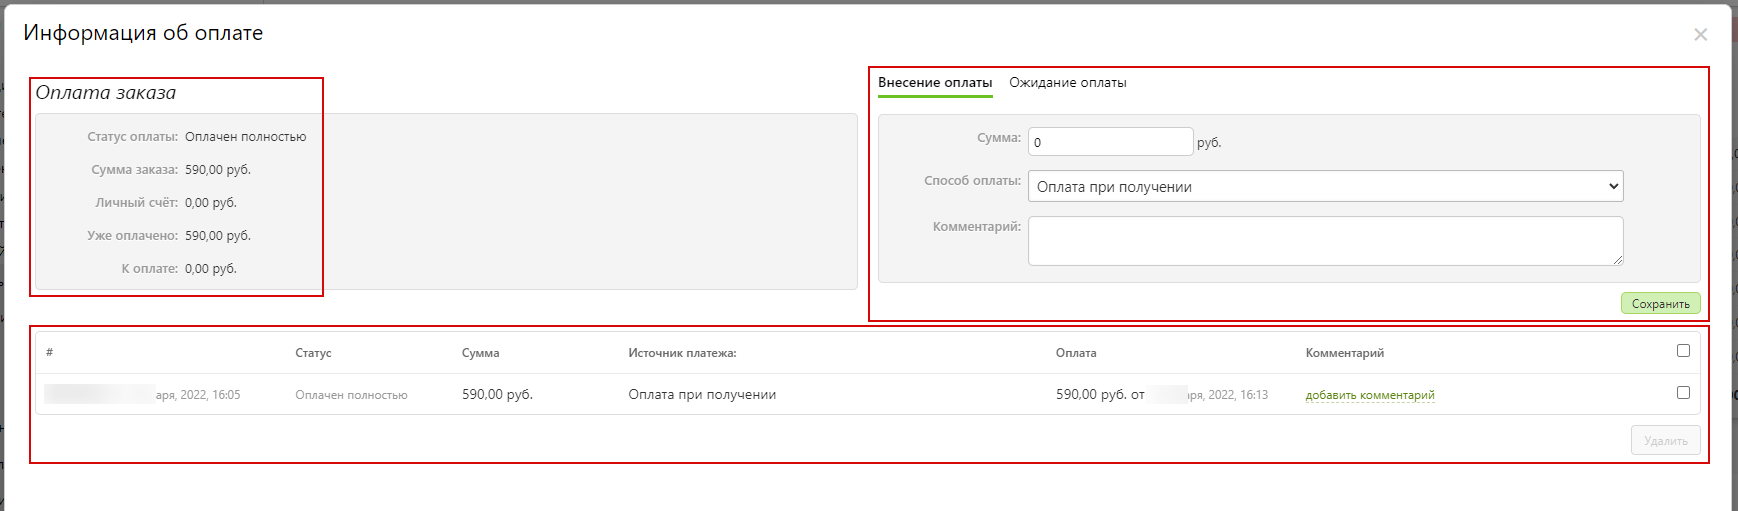 Информация об оплате
Оплата заказа
Статус оплаты: Оплачен полностью
Сумма заказа: 590,00 руб.
Личный счёт: 0,00 руб.
Уже оплачено: 590,00 руб.
К оплате: 0,00 руб.
Внесение оплаты Ожидание оплаты
Сумма: 0 руб.
Способ оплаты: Оплата при получении
Комментарий:
Сохранить
# Статус Сумма Источник платежа: Оплата Комментарий
аря, 2022, 16:05 Оплачен полностью 590,00 руб. Оплата при получении 590,00 руб. от ря, 2022, 16:13 добавить комментарий
Удалить